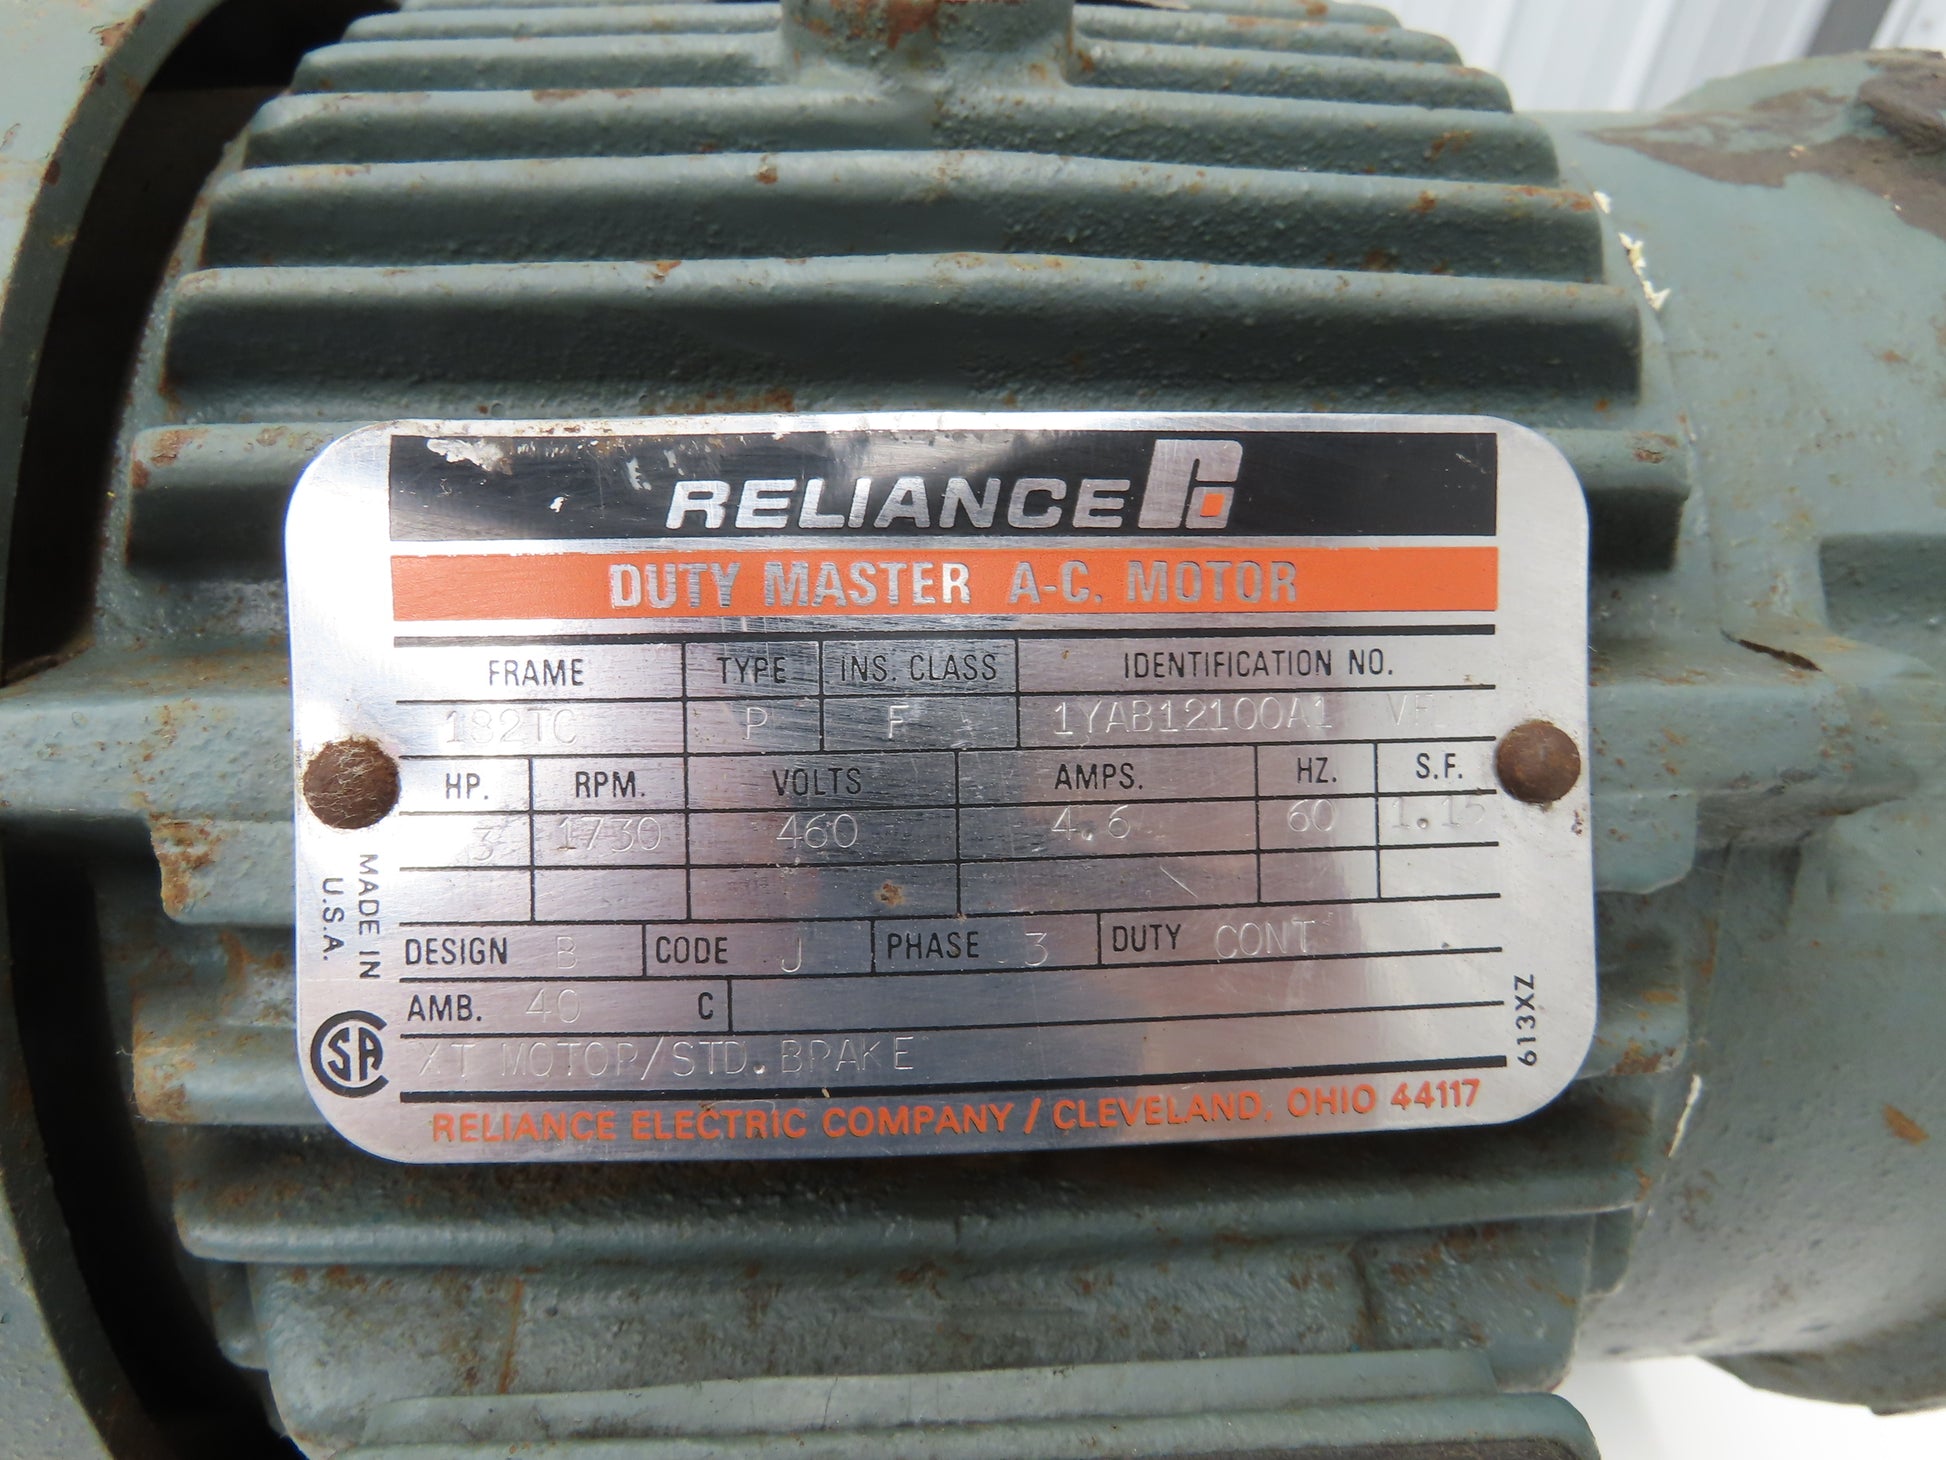 RELIANCE
DUTY MASTER A-C. MOTOR
FRAME TYPE INS. CLASS IDENTIFICATION NO.
182TC P F 1YAB12100A1
HP. RPM. VOLTS AMPS. HZ. S.F.
3 1730 460 4.6 60 1.15
DESIGN B CODE J PHASE 3 DUTY CONT
AMB. 40 C
XT MOTOR/STD. BRAKE
RELIANCE ELECTRIC COMPANY / CLEVELAND, OHIO 44117
MADE IN
U.S.A.
SA
613XZ